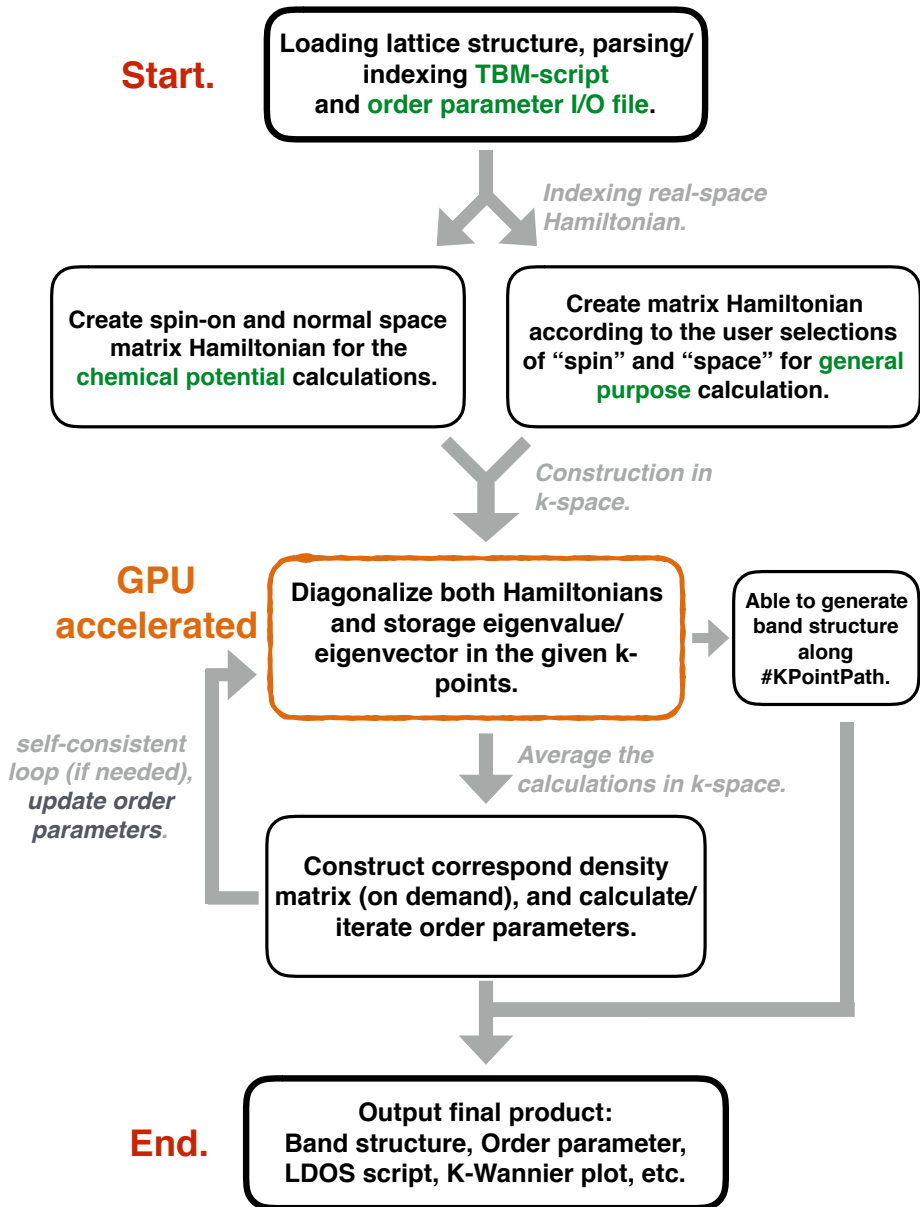 Start.
Loading lattice structure, parsing/
indexing TBM-script
and order parameter I/O file.
Indexing real-space
Hamiltonian.
Create spin-on and normal space
matrix Hamiltonian for the
chemical potential calculations.
Create matrix Hamiltonian
according to the user selections
of “spin” and “space” for general
purpose calculation.
Construction in
k-space.
GPU
accelerated
Diagonalize both Hamiltonians
and storage eigenvalue/
eigenvector in the given k-
points.
Able to generate
band structure
along
#KPointPath.
self-consistent
loop (if needed),
update order
parameters.
Average the
calculations in k-space.
Construct correspond density
matrix (on demand), and calculate/
iterate order parameters.
End.
Output final product:
Band structure, Order parameter,
LDOS script, K-Wannier plot, etc.